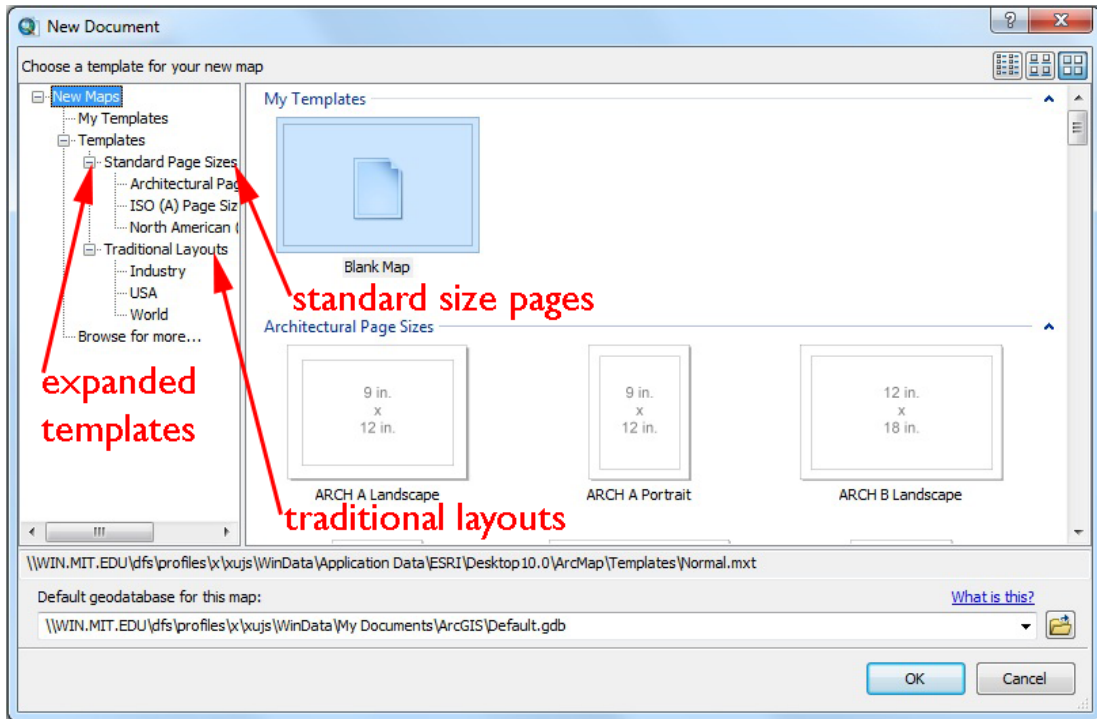 New Document
Choose a template for your new map
New Maps
My Templates
Templates
Standard Page Sizes
Architectural Pag
ISO (A) Page Siz
North American (
Traditional Layouts
Industry
USA
World
Browse for more...
expanded
templates
standard size pages
traditional layouts
My Templates
Blank Map
Architectural Page Sizes
9 in.
x
12 in.
ARCH A Landscape
9 in.
x
12 in.
ARCH A Portrait
12 in.
x
18 in.
ARCH B Landscape
\\WIN.MIT.EDU\dfs\profiles\x\xujs\WinData\Application Data\ESRI\Desktop10.0\ArcMap\Templates\Normal.mxt
Default geodatabase for this map:
What is this?
\\WIN.MIT.EDU\dfs\profiles\x\xujs\WinData\My Documents\ArcGIS\Default.gdb
OK
Cancel